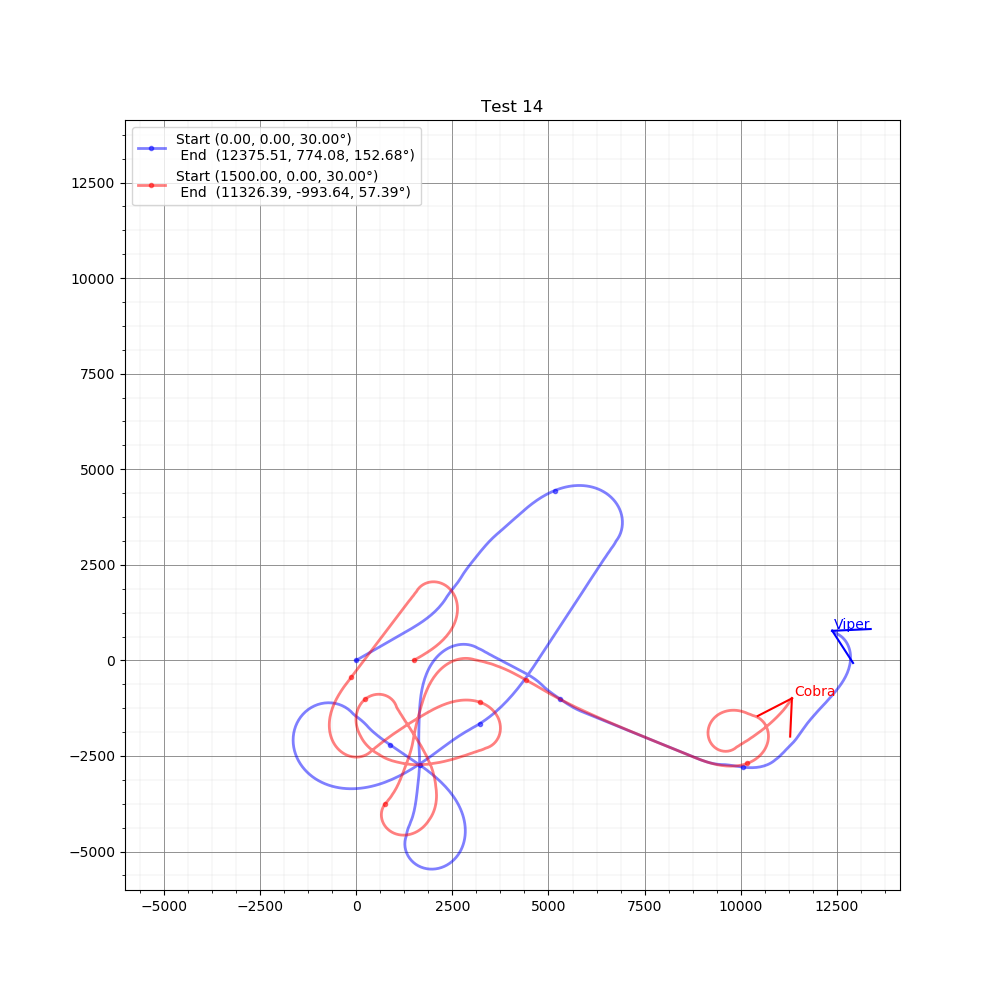 Test 14
Start (0.00, 0.00, 30.00°)
End (12375.51, 774.08, 152.68°)
Start (1500.00, 0.00, 30.00°)
End (11326.39, -993.64, 57.39°)
12500
10000
7500
5000
2500
0
−2500
−5000
Viper
Cobra
−5000 −2500 0 2500 5000 7500 10000 12500